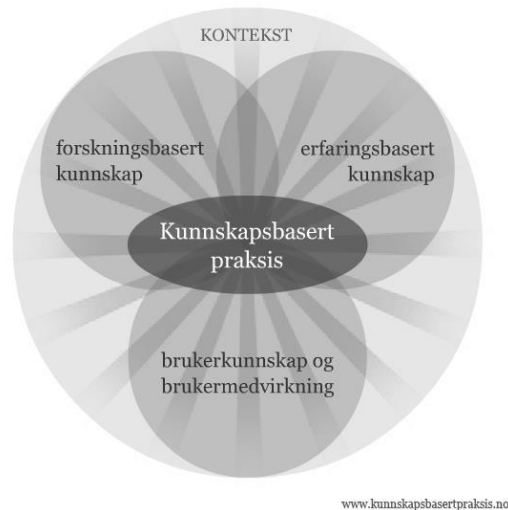 KONTEKST
forskningsbasert
kunnskap
erfaringsbasert
kunnskap
Kunnskapsbasert
praksis
brukerkunnskap og
brukermedvirkning
www.kunnskapsbasertpraksis.no